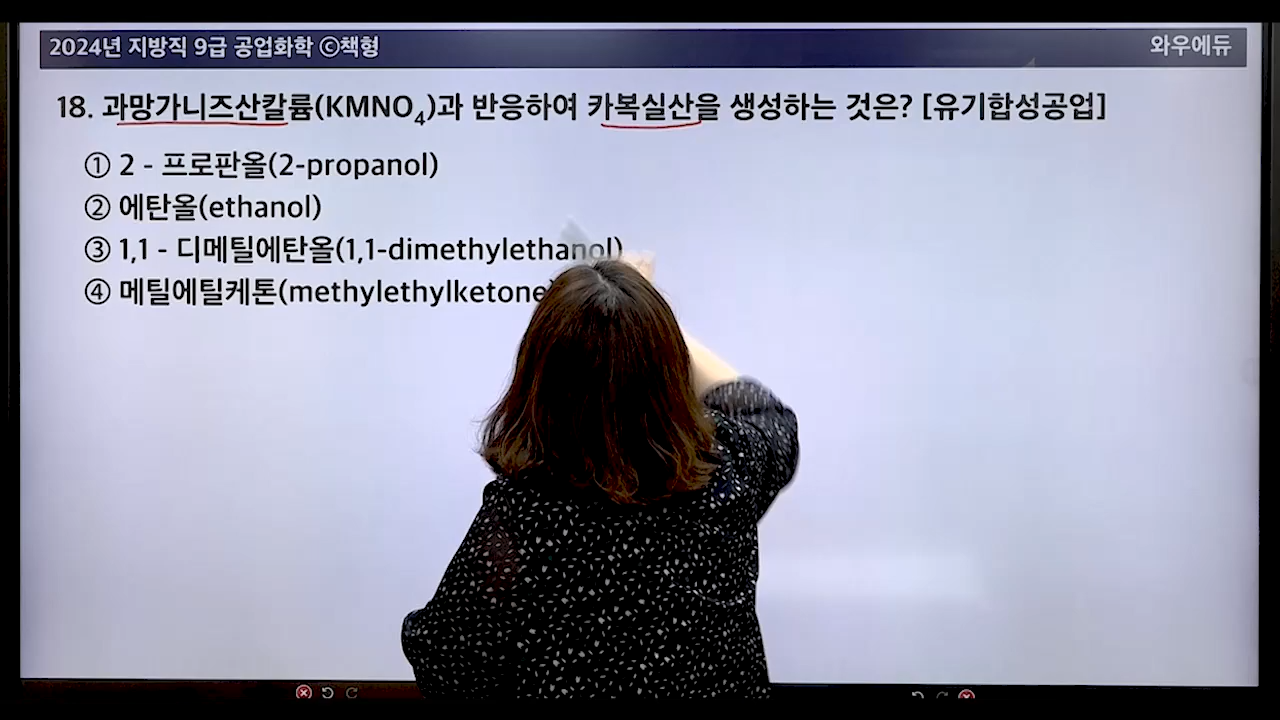 2024년 지방직 9급 공업화학 ⓒ책형
와우에듀
18. 과망가니즈산칼륨(KMNO₄)과 반응하여 카복실산을 생성하는 것은? [유기합성공업]
① 2 - 프로판올(2-propanol)
② 에탄올(ethanol)
③ 1,1 - 디메틸에탄올(1,1-dimethylethanol)
④ 메틸에틸케톤(methylethylketone)